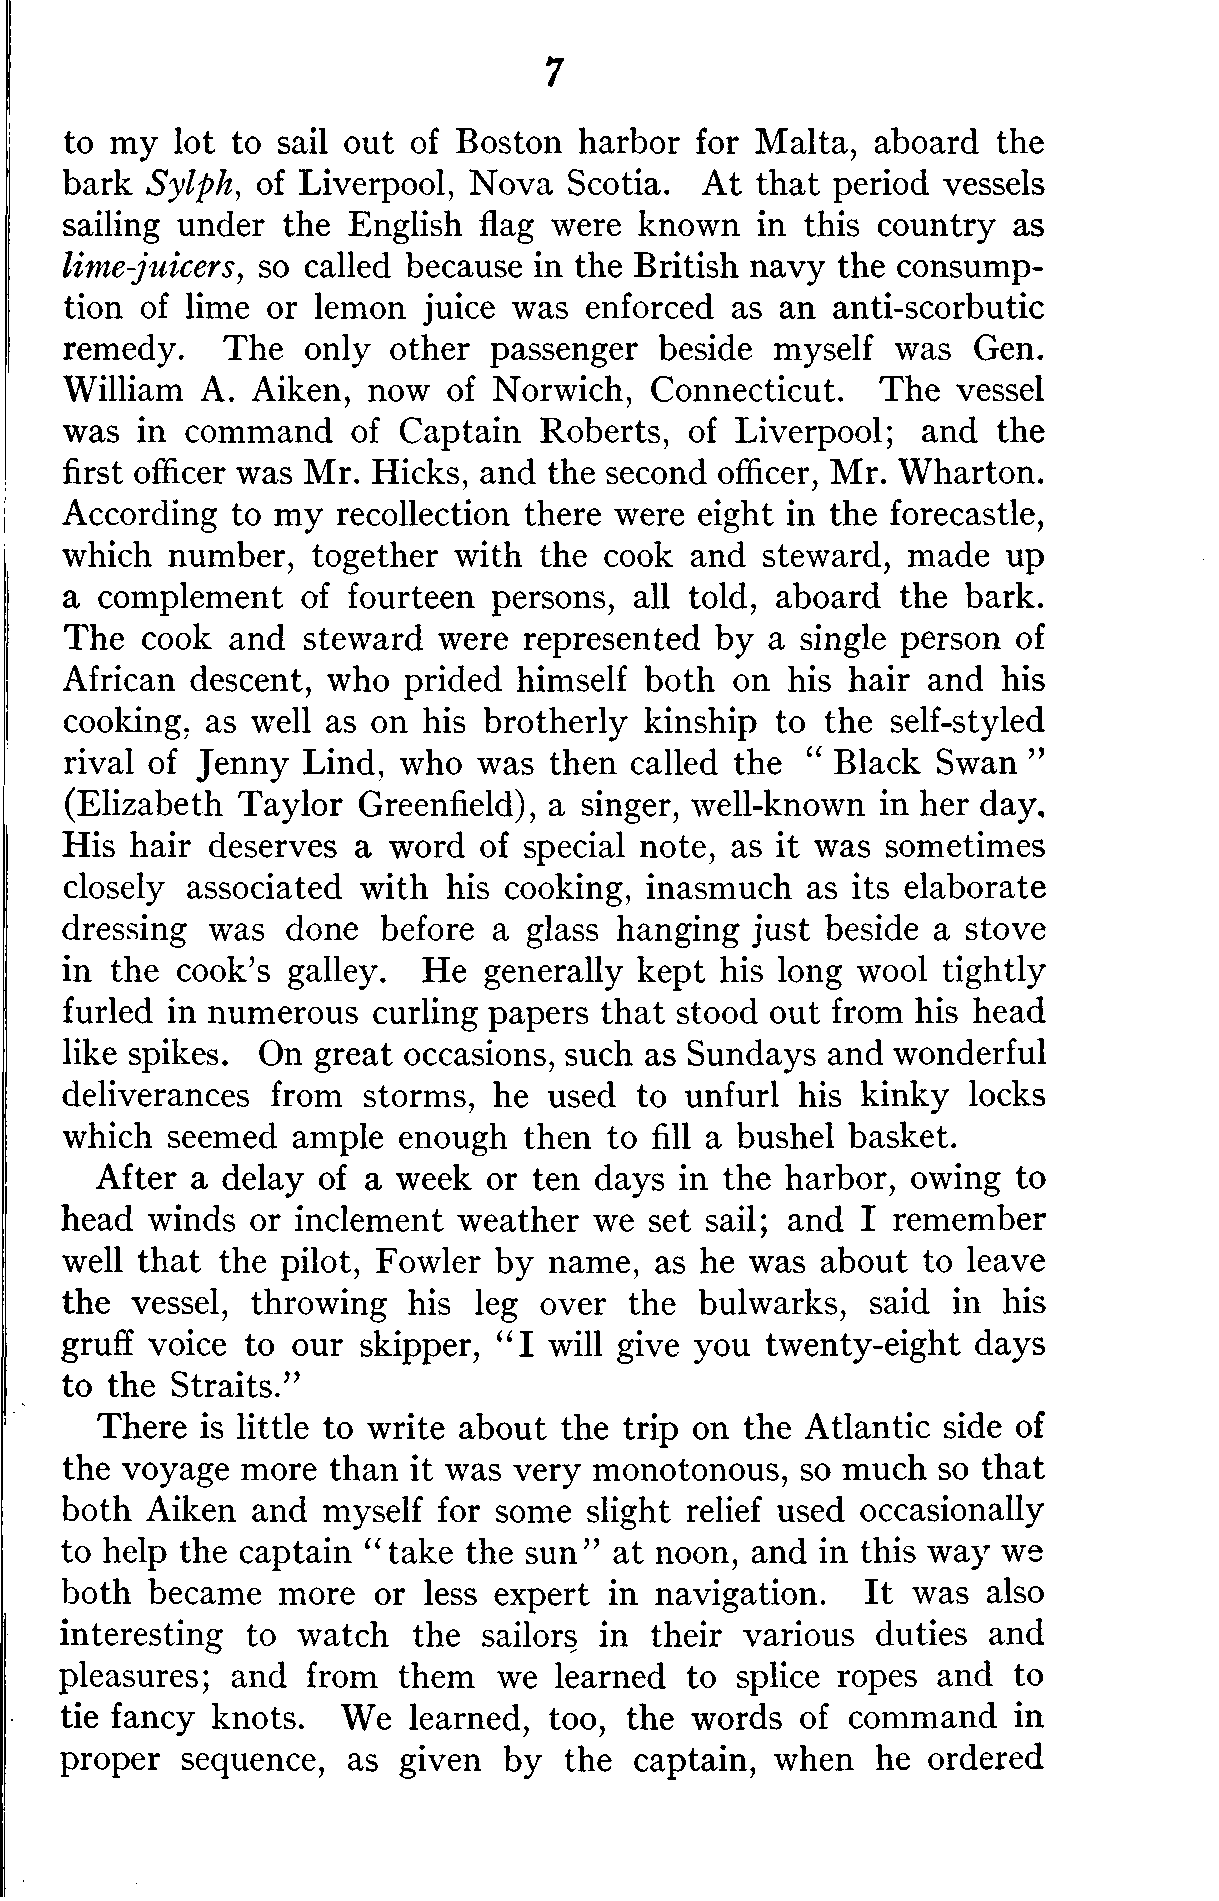 7
to my lot to sail out of Boston harbor for Malta, aboard the
bark Sylph, of Liverpool, Nova Scotia. At that period vessels
sailing under the English flag were known in this country as
lime-juicers, so called because in the British navy the consump-
tion of lime or lemon juice was enforced as an anti-scorbutic
remedy. The only other passenger beside myself was Gen.
William A. Aiken, now of Norwich, Connecticut. The vessel
was in command of Captain Roberts, of Liverpool; and the
first officer was Mr. Hicks, and the second officer, Mr. Wharton.
According to my recollection there were eight in the forecastle,
which number, together with the cook and steward, made up
a complement of fourteen persons, all told, aboard the bark.
The cook and steward were represented by a single person of
African descent, who prided himself both on his hair and his
cooking, as well as on his brotherly kinship to the self-styled
rival of Jenny Lind, who was then called the “ Black Swan ”
(Elizabeth Taylor Greenfield), a singer, well-known in her day.
His hair deserves a word of special note, as it was sometimes
closely associated with his cooking, inasmuch as its elaborate
dressing was done before a glass hanging just beside a stove
in the cook's galley. He generally kept his long wool tightly
furled in numerous curling papers that stood out from his head
like spikes. On great occasions, such as Sundays and wonderful
deliverances from storms, he used to unfurl his kinky locks
which seemed ample enough then to fill a bushel basket.
After a delay of a week or ten days in the harbor, owing to
head winds or inclement weather we set sail; and I remember
well that the pilot, Fowler by name, as he was about to leave
the vessel, throwing his leg over the bulwarks, said in his
gruff voice to our skipper, “I will give you twenty-eight days
to the Straits.”
There is little to write about the trip on the Atlantic side of
the voyage more than it was very monotonous, so much so that
both Aiken and myself for some slight relief used occasionally
to help the captain “take the sun” at noon, and in this way we
both became more or less expert in navigation. It was also
interesting to watch the sailors in their various duties and
pleasures; and from them we learned to splice ropes and to
tie fancy knots. We learned, too, the words of command in
proper sequence, as given by the captain, when he ordered